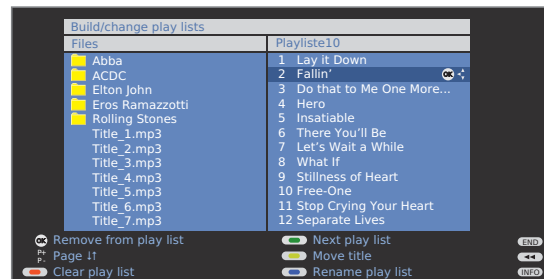 Build/change play lists
Files
Playliste10
Abba
ACDC
Elton John
Eros Ramazzotti
Rolling Stones
Title_1.mp3
Title_2.mp3
Title_3.mp3
Title_4.mp3
Title_5.mp3
Title_6.mp3
Title_7.mp3
1 Lay it Down
2 Fallin’ OK
3 Do that to Me One More...
4 Hero
5 Insatiable
6 There You’ll Be
7 Let’s Wait a While
8 What If
9 Stillness of Heart
10 Free-One
11 Stop Crying Your Heart
12 Separate Lives
OK Remove from play list
Next play list
END
P+
P-
Page ↓↑
Move title
Clear play list
Rename play list
INFO